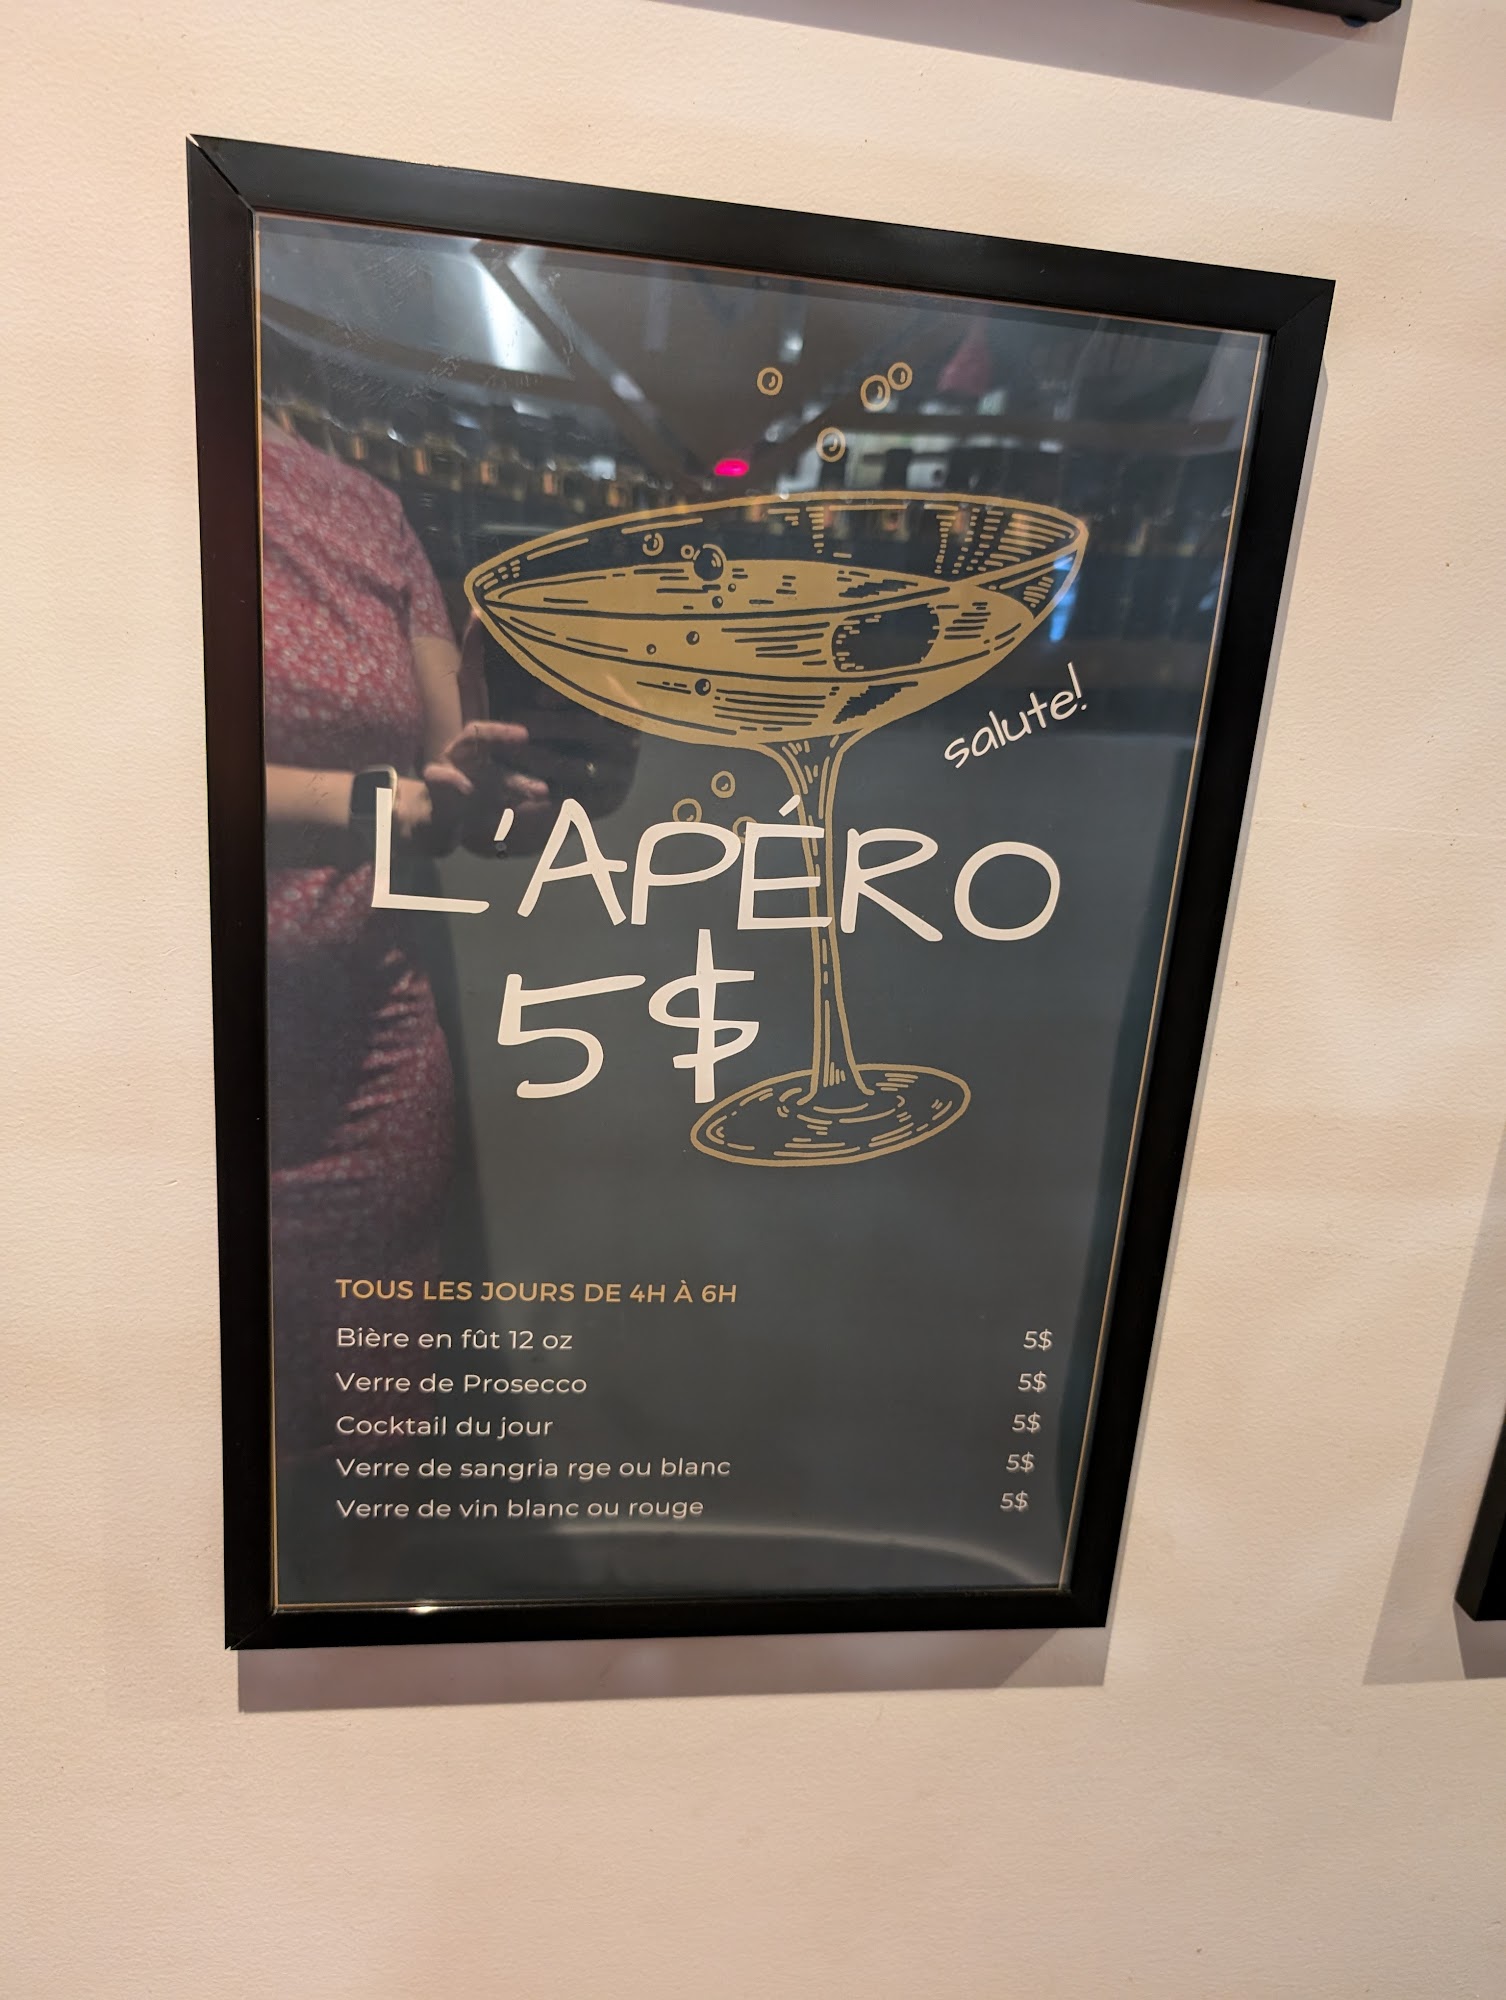 salute!
L'APÉRO
5$
TOUS LES JOURS DE 4H À 6H
Bière en fût 12 oz 5$
Verre de Prosecco 5$
Cocktail du jour 5$
Verre de sangria rge ou blanc 5$
Verre de vin blanc ou rouge 5$